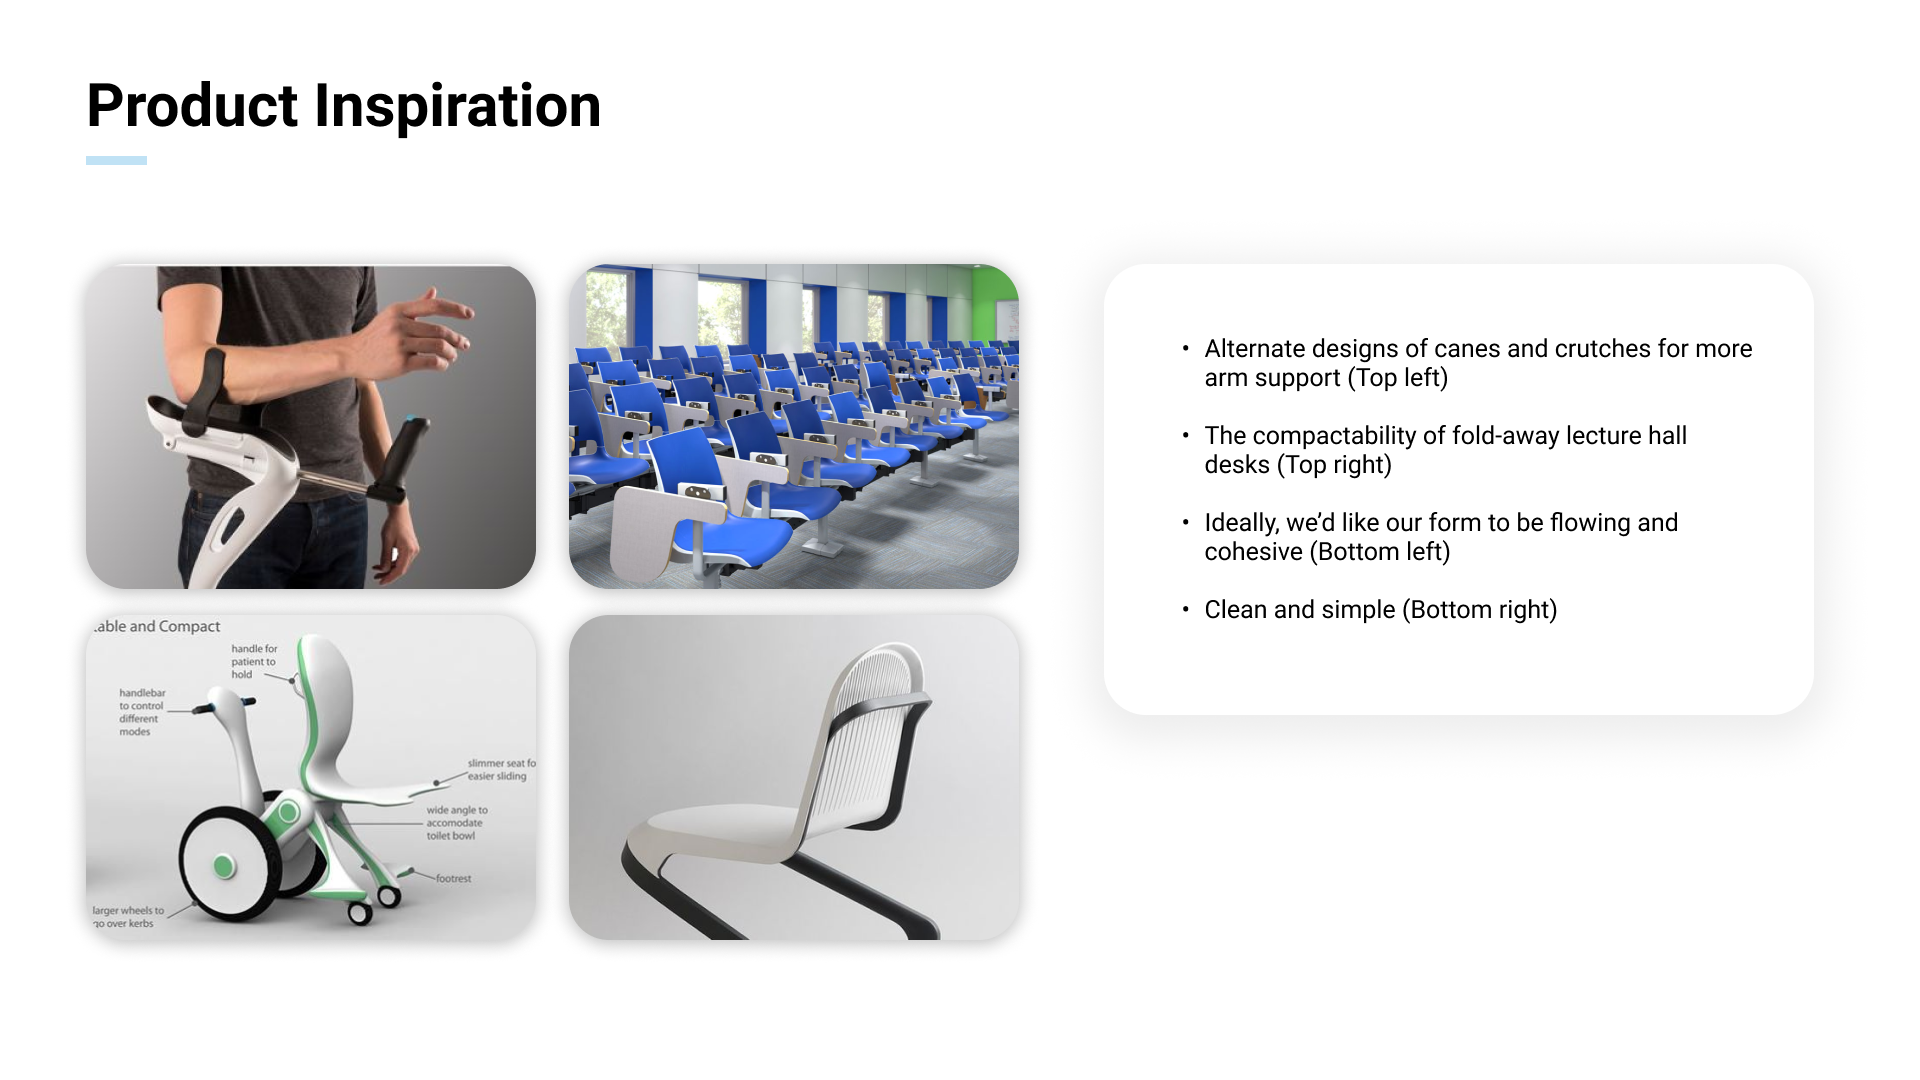 Product Inspiration
able and Compact
handle for
patient to
hold
handlebar
to control
different
modes
slimmer seat fo
easier sliding
wide angle to
accomodate
toilet bowl
footrest
larger wheels to
go over kerbs
• Alternate designs of canes and crutches for more
arm support (Top left)
• The compactability of fold-away lecture hall
desks (Top right)
• Ideally, we’d like our form to be flowing and
cohesive (Bottom left)
• Clean and simple (Bottom right)